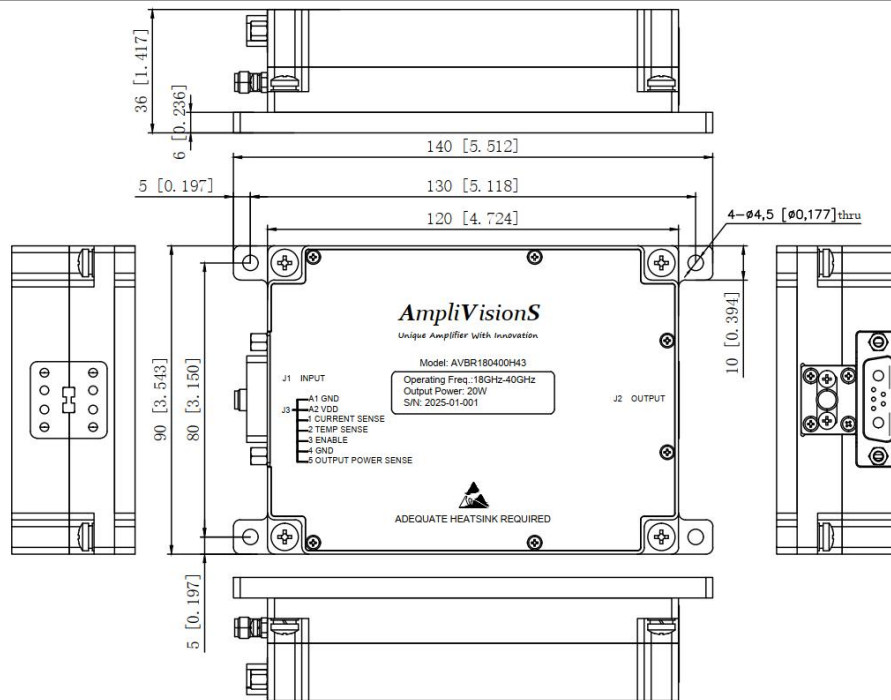 36 [1.417]
6 [0.236]
140 [5.512]
5 [0.197]
130 [5.118]
120 [4.724]
4-ø4,5 [ø0,177]thru
10 [0.394]
90 [3.543]
80 [3.150]
AmpliVisionS
Unique Amplifier With Innovation
Model: AVBR180400H43
Operating Freq.:18GHz-40GHz
Output Power: 20W
S/N: 2025-01-001
J1 INPUT
J2 OUTPUT
J3
A1 GND
A2 VDD
1 CURRENT SENSE
2 TEMP SENSE
3 ENABLE
4 GND
5 OUTPUT POWER SENSE
ADEQUATE HEATSINK REQUIRED
5 [0.197]